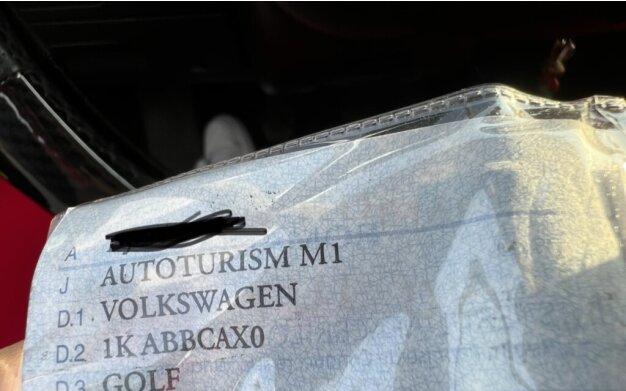 A
J AUTOTURISM M1
D.1 VOLKSWAGEN
D.2 1K ABBCAX0
D.3 GOLF